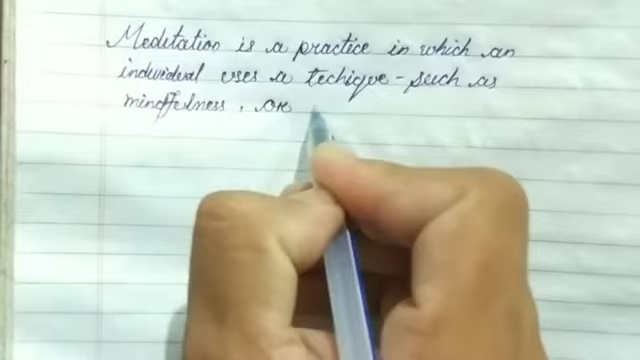 Meditation is a practice in which an
individual uses a techique - such as
mindfulness, or